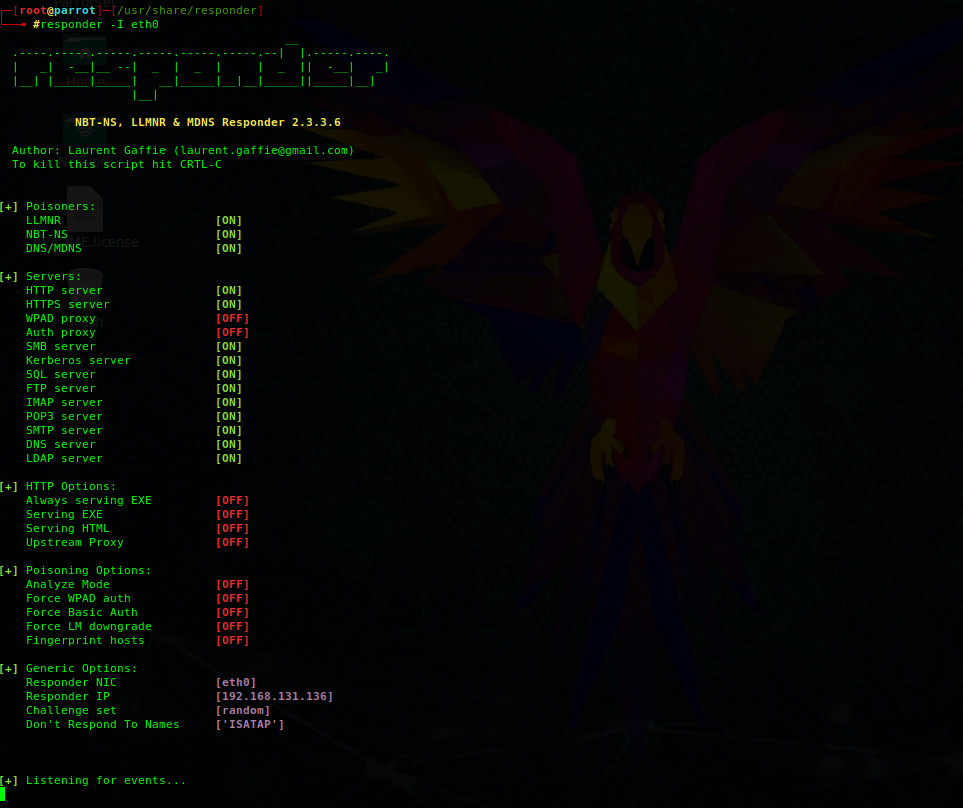 [root@parrot]-[/usr/share/responder]
#responder -I eth0
NBT-NS, LLMNR & MDNS Responder 2.3.3.6
Author: Laurent Gaffie (laurent.gaffie@gmail.com)
To kill this script hit CRTL-C
[+] Poisoners:
LLMNR [ON]
NBT-NS [ON]
DNS/MDNS [ON]
[+] Servers:
HTTP server [ON]
HTTPS server [ON]
WPAD proxy [OFF]
Auth proxy [OFF]
SMB server [ON]
Kerberos server [ON]
SQL server [ON]
FTP server [ON]
IMAP server [ON]
POP3 server [ON]
SMTP server [ON]
DNS server [ON]
LDAP server [ON]
[+] HTTP Options:
Always serving EXE [OFF]
Serving EXE [OFF]
Serving HTML [OFF]
Upstream Proxy [OFF]
[+] Poisoning Options:
Analyze Mode [OFF]
Force WPAD auth [OFF]
Force Basic Auth [OFF]
Force LM downgrade [OFF]
Fingerprint hosts [OFF]
[+] Generic Options:
Responder NIC [eth0]
Responder IP [192.168.131.136]
Challenge set [random]
Don't Respond To Names ['ISATAP']
[+] Listening for events...